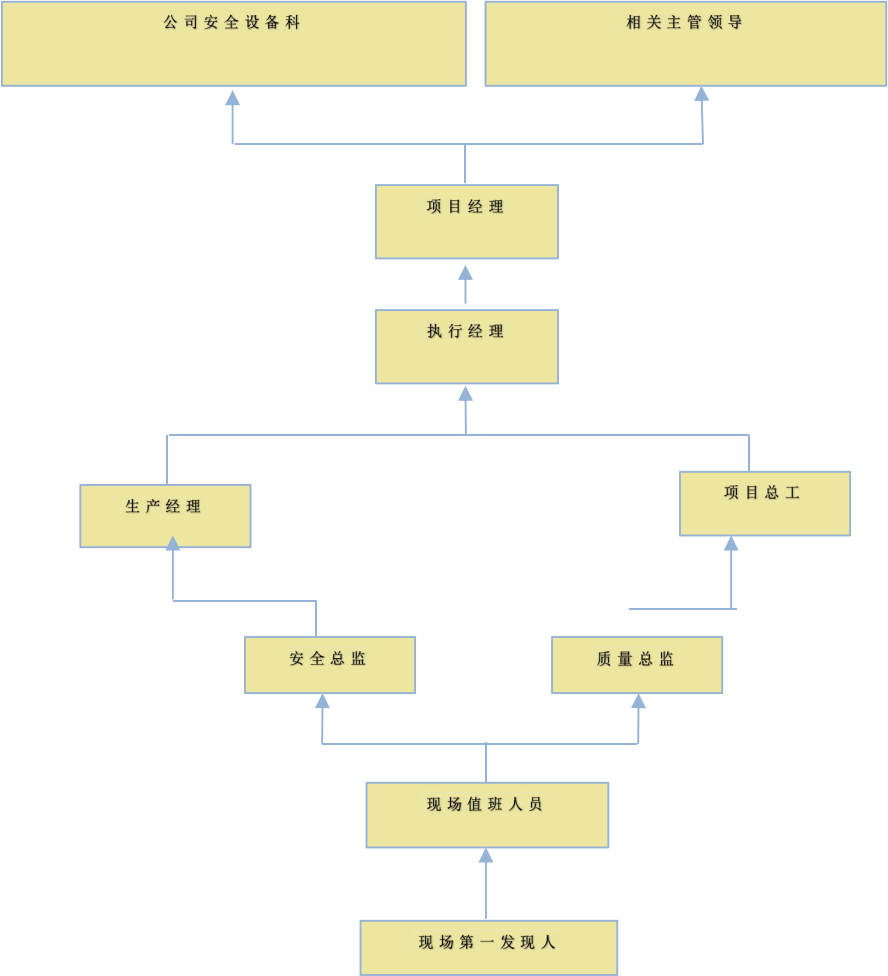 公司安全设备科
相关主管领导
项目经理
执行经理
生产经理
项目总工
安全总监
质量总监
现场值班人员
现场第一发现人